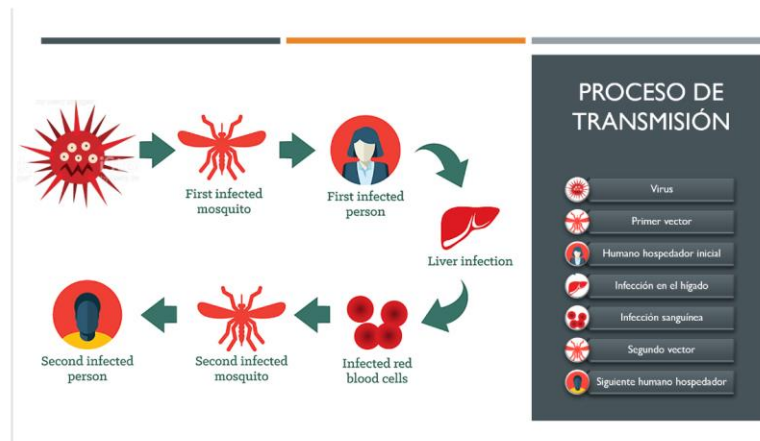 PROCESO DE
TRANSMISIÓN
First infected
mosquito
First infected
person
Liver infection
Infected red
blood cells
Second infected
mosquito
Second infected
person
Virus
Primer vector
Humano hospedador inicial
Infección en el hígado
Infección sanguínea
Segundo vector
Siguiente humano hospedador